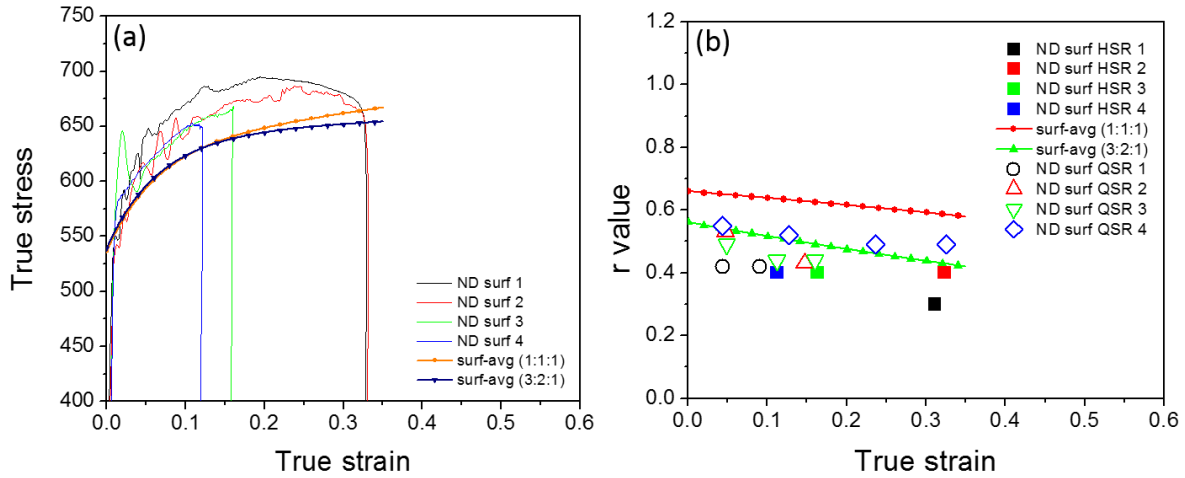 (a)
True stress
750
700
650
600
550
500
450
400
0.0 0.1 0.2 0.3 0.4 0.5 0.6
True strain
ND surf 1
ND surf 2
ND surf 3
ND surf 4
surf-avg (1:1:1)
surf-avg (3:2:1)
(b)
r value
1.2
1.0
0.8
0.6
0.4
0.2
0.0
0.0 0.1 0.2 0.3 0.4 0.5 0.6
True strain
ND surf HSR 1
ND surf HSR 2
ND surf HSR 3
ND surf HSR 4
surf-avg (1:1:1)
surf-avg (3:2:1)
ND surf QSR 1
ND surf QSR 2
ND surf QSR 3
ND surf QSR 4